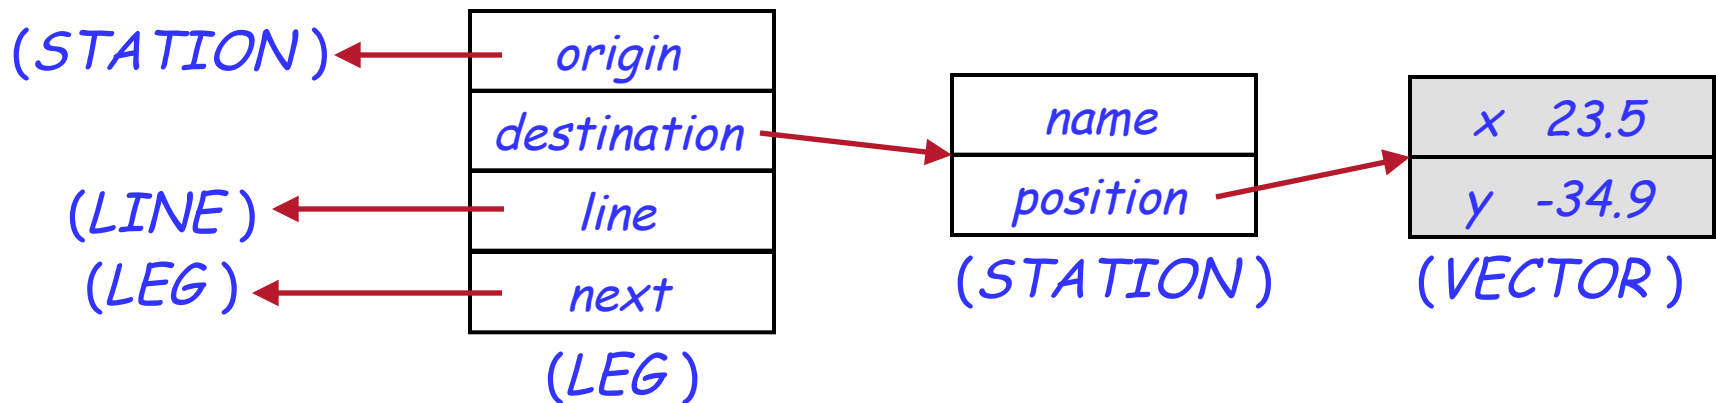 (STATION)
origin
destination
(LINE)
line
(LEG)
next
(LEG)
name
position
(STATION)
x 23.5
y -34.9
(VECTOR)